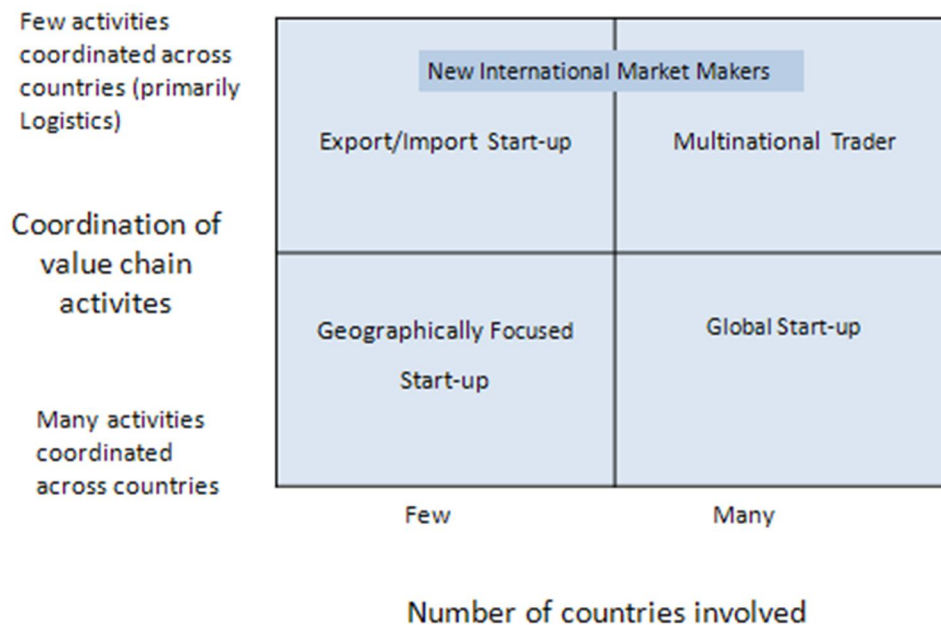 Few activities
coordinated across
countries (primarily
Logistics)
New International Market Makers
Export/Import Start-up
Multinational Trader
Coordination of
value chain
activites
Geographically Focused
Start-up
Global Start-up
Many activities
coordinated
across countries
Few
Many
Number of countries involved